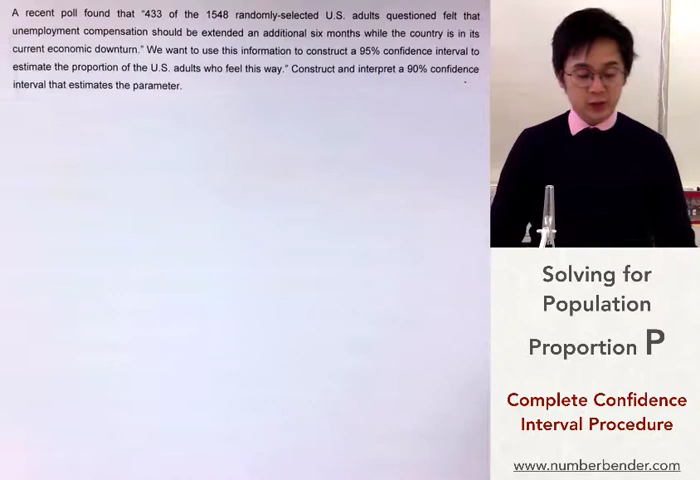 A recent poll found that "433 of the 1548 randomly-selected U.S. adults questioned felt that
unemployment compensation should be extended an additional six months while the country is in its
current economic downturn." We want to use this information to construct a 95% confidence interval to
estimate the proportion of the U.S. adults who feel this way." Construct and interpret a 90% confidence
interval that estimates the parameter.
Solving for
Population
Proportion P
Complete Confidence
Interval Procedure
www.numberbender.com